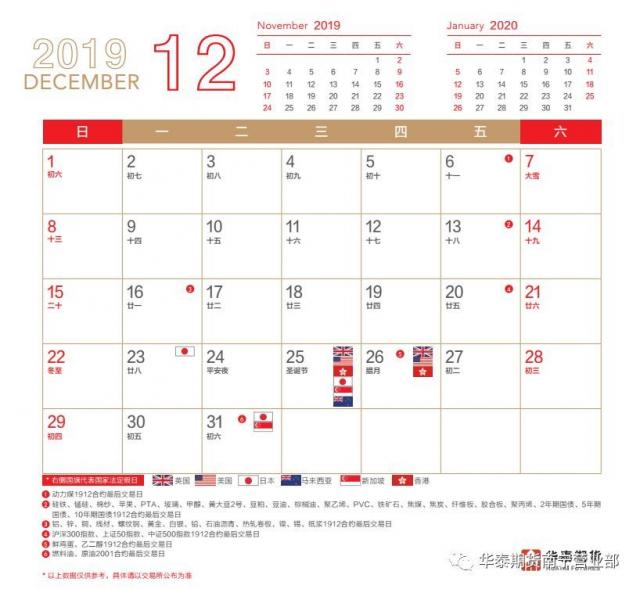 2019
DECEMBER
12
November 2019
日 一 二 三 四 五 六
1 2
3 4 5 6 7 8 9
10 11 12 13 14 15 16
17 18 19 20 21 22 23
24 25 26 27 28 29 30
January 2020
日 一 二 三 四 五 六
1 2 3 4
5 6 7 8 9 10 11
12 13 14 15 16 17 18
19 20 21 22 23 24 25
26 27 28 29 30 31
日 一 二 三 四 五 六
1 2 3 4 5 6 ❶ 7
初六 初七 初八 初九 初十 十一 大雪
8 9 10 11 12 13 ❷ 14
十三 十四 十五 十六 十七 十八 十九
15 16 ❸ 17 18 19 20 ❹ 21
二十 廿一 廿二 廿三 廿四 廿五 廿六
22 23 24 25 26 ❺ 27 28
冬至 廿八 平安夜 圣诞节 腊月 初二 初三
29 30 31 ❻
初四 初五 初六
* 右侧国旗代表国家法定假日 英国 美国 日本 马来西亚 新加坡 香港
❶ 动力煤1912合约最后交易日
❷ 硅铁、锰硅、棉纱、苹果、PTA、玻璃、甲醇、黄大豆2号、豆粕、豆油、棕榈油、聚乙烯、PVC、铁矿石、焦煤、焦炭、纤维板、胶合板、聚丙烯、2年期国债、5年期
国债、10年期国债1912合约最后交易日
❸ 铝、锌、铜、线材、螺纹钢、黄金、白银、铅、石油沥青、热轧卷板、镍、锡、纸浆1912合约最后交易日
❹ 沪深300指数、上证50指数、中证500指数1912合约最后交易日
❺ 鲜鸡蛋、乙二醇1912合约最后交易日
❻ 燃料油、原油2001合约最后交易日
* 以上数据仅供参考，具体请以交易所公布为准
华泰期货
HUATAI FUTURES
华泰期货南宁营业部